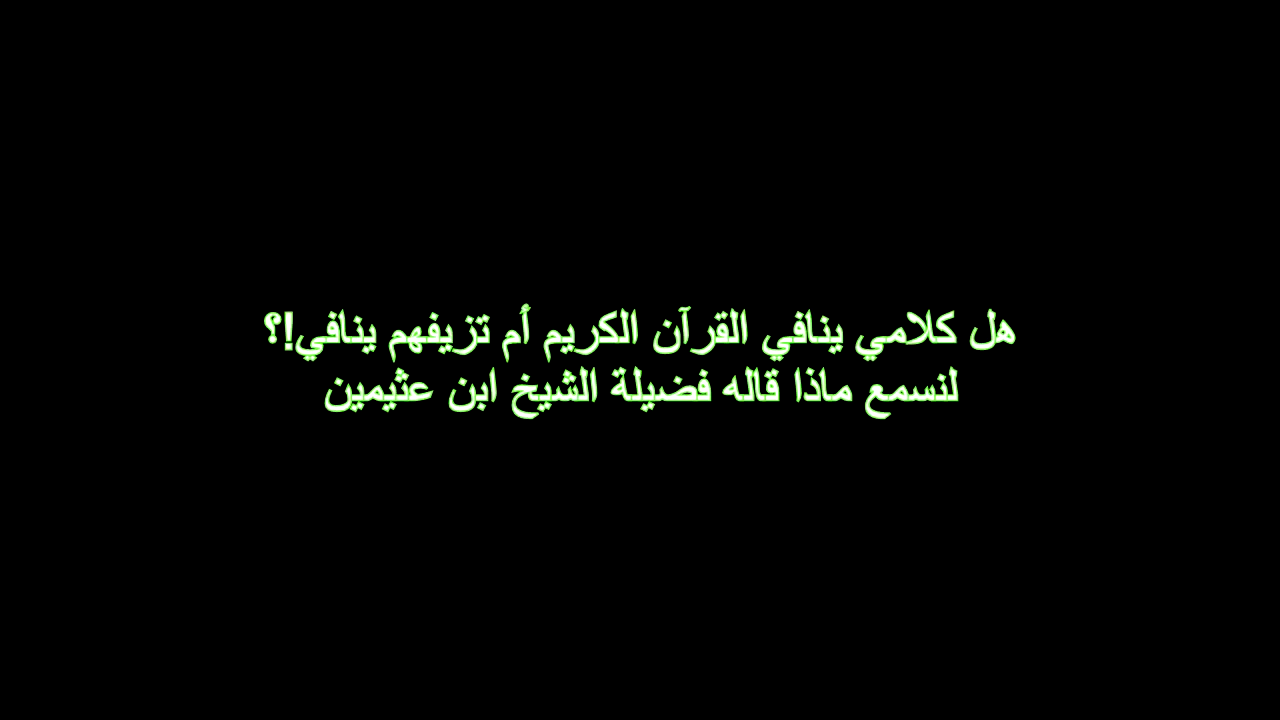 هل كلامي ينافي القرآن الكريم أم تزيفهم ينافي!؟
لنسمع ماذا قاله فضيلة الشيخ ابن عثيمين